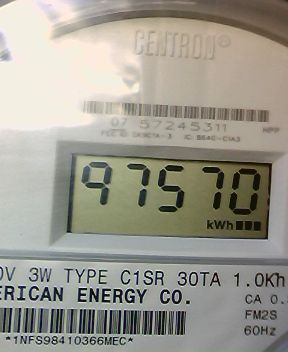 CENTRON®
07 57245311
97570
kWh
0V 3W TYPE C1SR 30TA 1.0Kh
ERICAN ENERGY CO.
CA 0.
FM2S
60Hz
*1NFS98410366MEC*